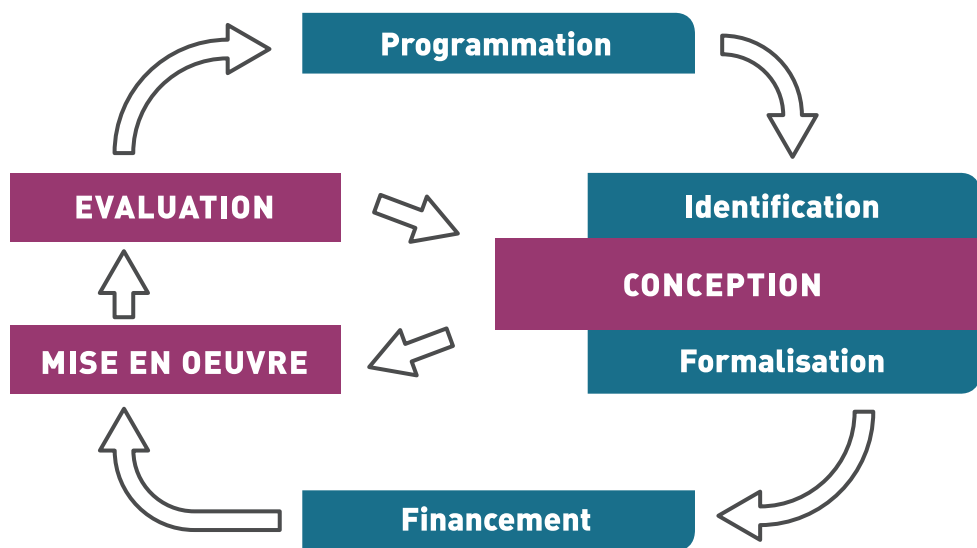 Programmation
EVALUATION
Identification
CONCEPTION
MISE EN OEUVRE
Formalisation
Financement